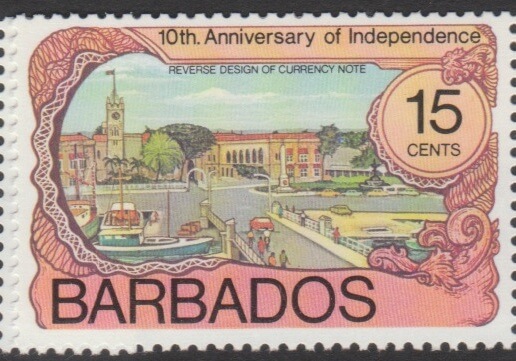 10th. Anniversary of Independence
REVERSE DESIGN OF CURRENCY NOTE
15
CENTS
BARBADOS